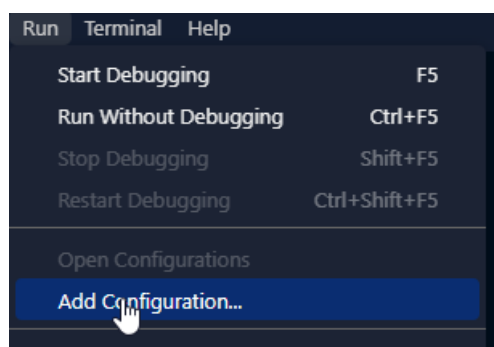 Run Terminal Help
Start Debugging F5
Run Without Debugging Ctrl+F5
Stop Debugging Shift+F5
Restart Debugging Ctrl+Shift+F5
Open Configurations
Add Configuration...